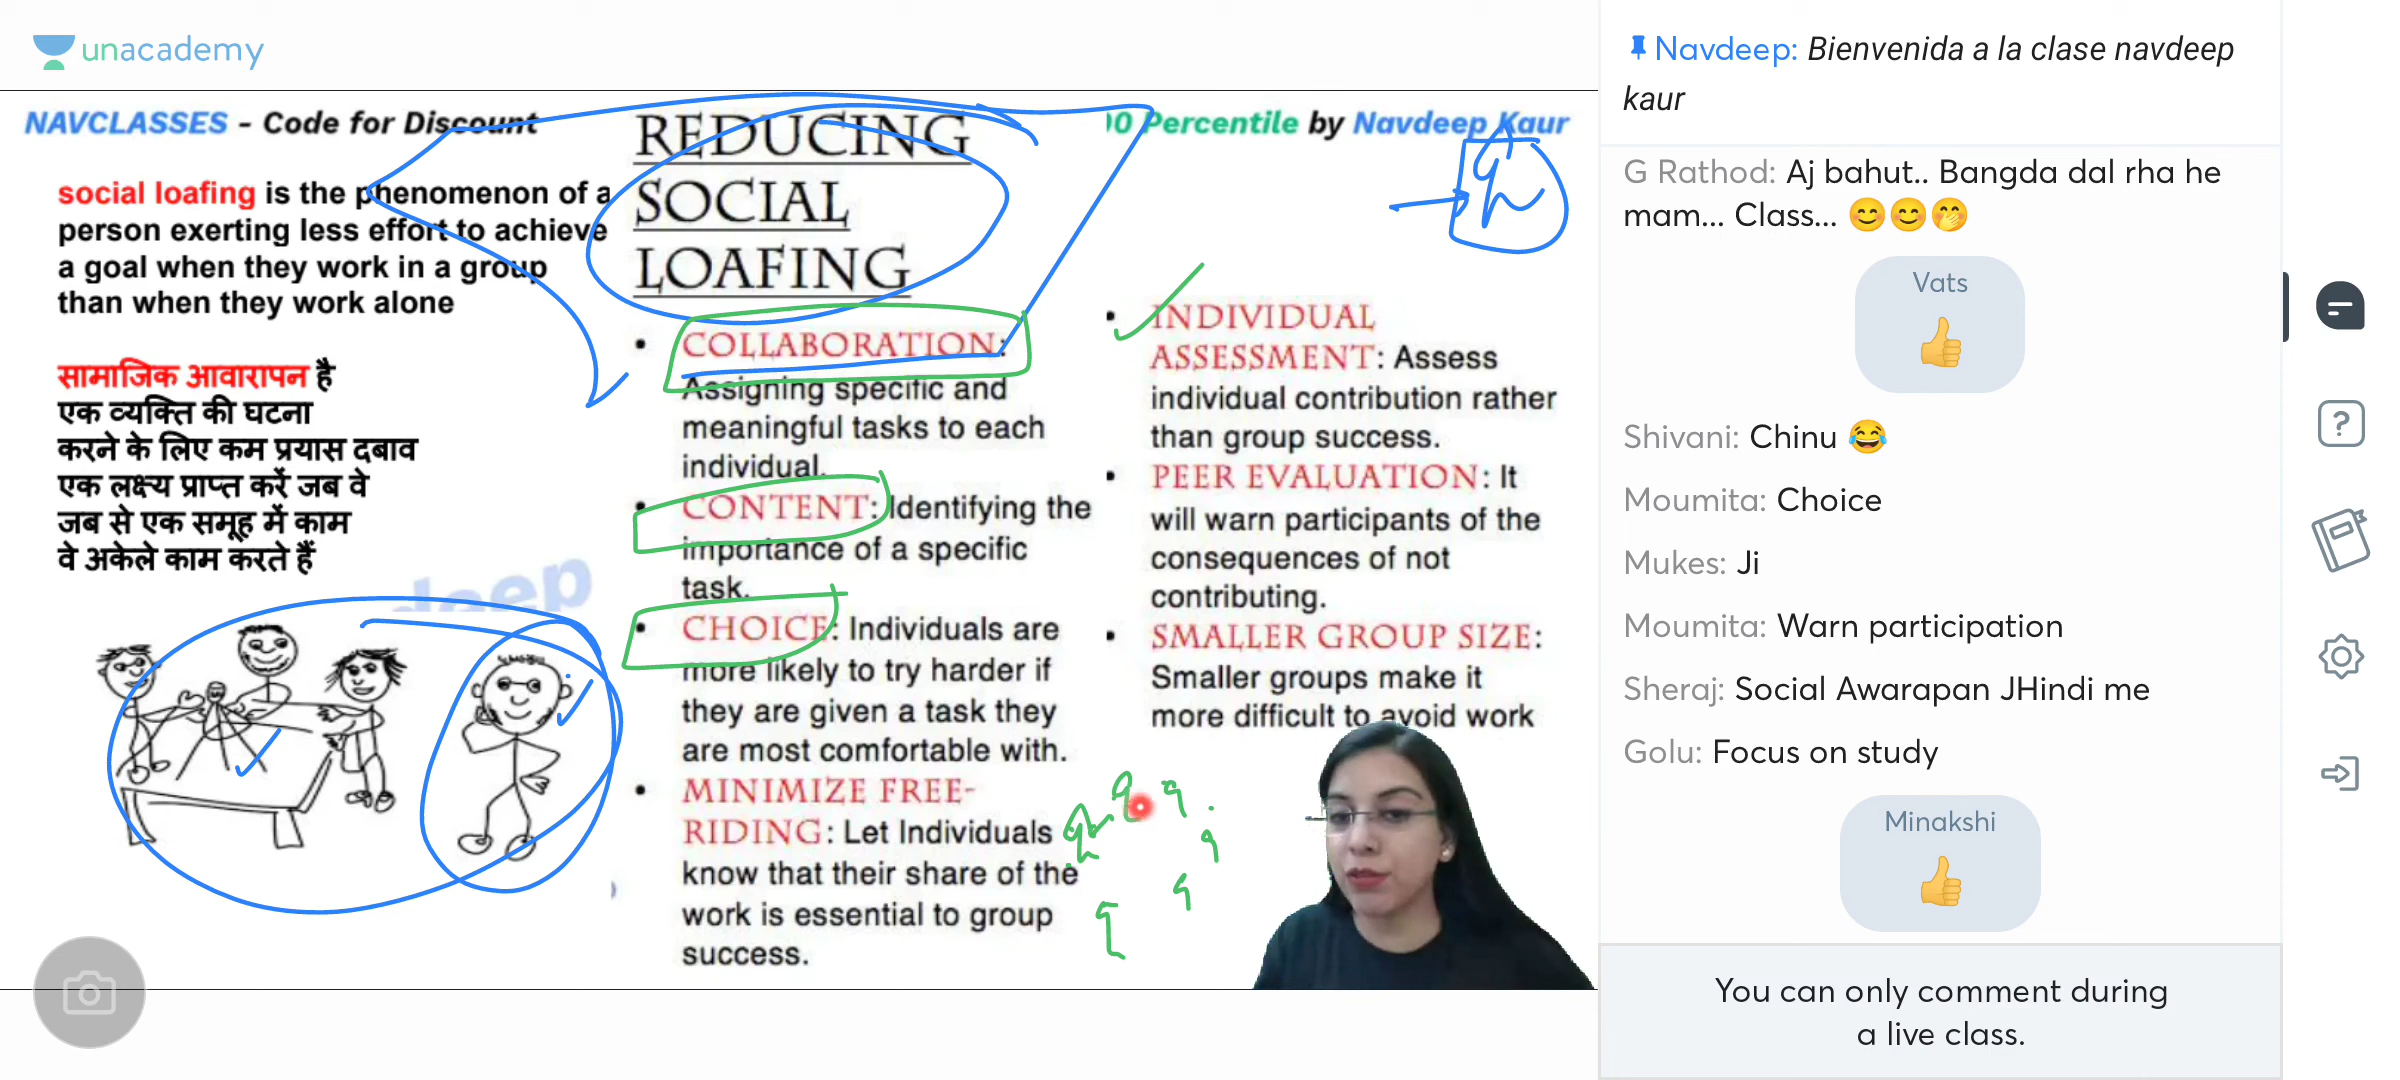 unacademy
NAVCLASSES - Code for Discount
social loafing is the phenomenon of a
person exerting less effort to achieve
a goal when they work in a group
than when they work alone
सामाजिक आवारापन है
एक व्यक्ति की घटना
करने के लिए कम प्रयास दबाव
एक लक्ष्य प्राप्त करें जब वे
जब से एक समूह में काम
वे अकेले काम करते हैं
deep
REDUCING
SOCIAL
LOAFING
• COLLABORATION:
Assigning specific and
meaningful tasks to each
individual.
• CONTENT: Identifying the
importance of a specific
task.
• CHOICE: Individuals are
more likely to try harder if
they are given a task they
are most comfortable with.
• MINIMIZE FREE-
RIDING: Let Individuals
know that their share of the
work is essential to group
success.
00 Percentile by Navdeep Kaur
• INDIVIDUAL
ASSESSMENT: Assess
individual contribution rather
than group success.
• PEER EVALUATION: It
will warn participants of the
consequences of not
contributing.
• SMALLER GROUP SIZE:
Smaller groups make it
more difficult to avoid work
Navdeep: Bienvenida a la clase navdeep
kaur
G Rathod: Aj bahut.. Bangda dal rha he
mam... Class... 😊😊🤭
Vats
👍
Shivani: Chinu 😂
Moumita: Choice
Mukes: Ji
Moumita: Warn participation
Sheraj: Social Awarapan JHindi me
Golu: Focus on study
Minakshi
👍
You can only comment during
a live class.